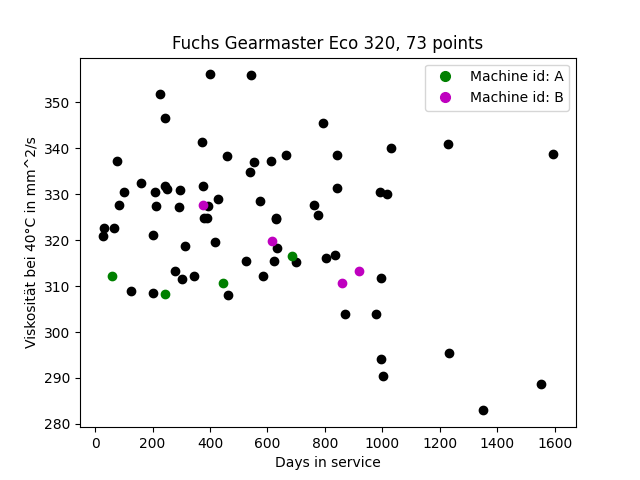 Fuchs Gearmaster Eco 320, 73 points
Machine id: A
Machine id: B
Viskosität bei 40°C in mm^2/s
350
340
330
320
310
300
290
280
0 200 400 600 800 1000 1200 1400 1600
Days in service